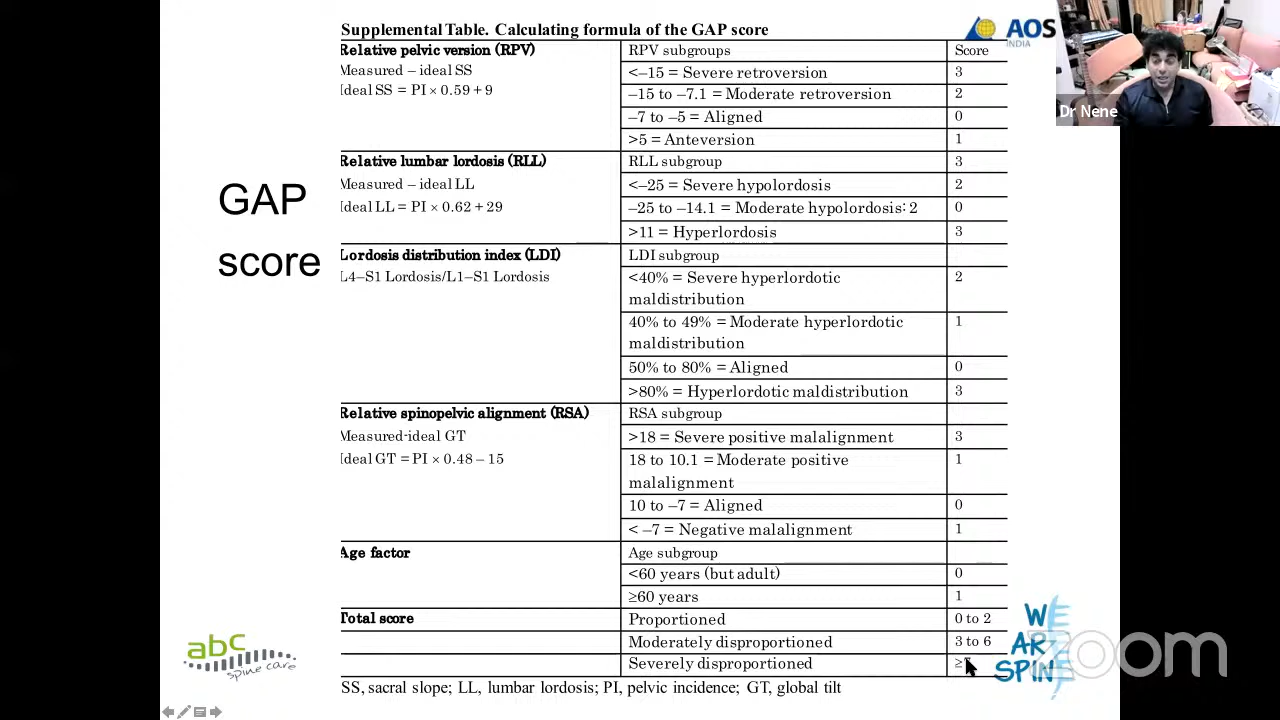 Supplemental Table. Calculating formula of the GAP score
AOS
INDIA
Dr Nene
GAP
score
Relative pelvic version (RPV) RPV subgroups Score
Measured – ideal SS <–15 = Severe retroversion 3
Ideal SS = PI × 0.59 + 9 –15 to –7.1 = Moderate retroversion 2
–7 to –5 = Aligned 0
>5 = Anteversion 1
Relative lumbar lordosis (RLL) RLL subgroup 3
Measured – ideal LL <–25 = Severe hypolordosis 2
Ideal LL = PI × 0.62 + 29 –25 to –14.1 = Moderate hypolordosis: 2 0
>11 = Hyperlordosis 3
Lordosis distribution index (LDI) LDI subgroup
L4–S1 Lordosis/L1–S1 Lordosis <40% = Severe hyperlordotic 2
maldistribution
40% to 49% = Moderate hyperlordotic 1
maldistribution
50% to 80% = Aligned 0
>80% = Hyperlordotic maldistribution 3
Relative spinopelvic alignment (RSA) RSA subgroup
Measured-ideal GT >18 = Severe positive malalignment 3
Ideal GT = PI × 0.48 – 15 18 to 10.1 = Moderate positive 1
malalignment
10 to –7 = Aligned 0
< –7 = Negative malalignment 1
Age factor Age subgroup
<60 years (but adult) 0
≥60 years 1
Total score Proportioned 0 to 2
Moderately disproportioned 3 to 6
Severely disproportioned
SS, sacral slope; LL, lumbar lordosis; PI, pelvic incidence; GT, global tilt
abc
spine care
WE
ARE
SPINE
zoom